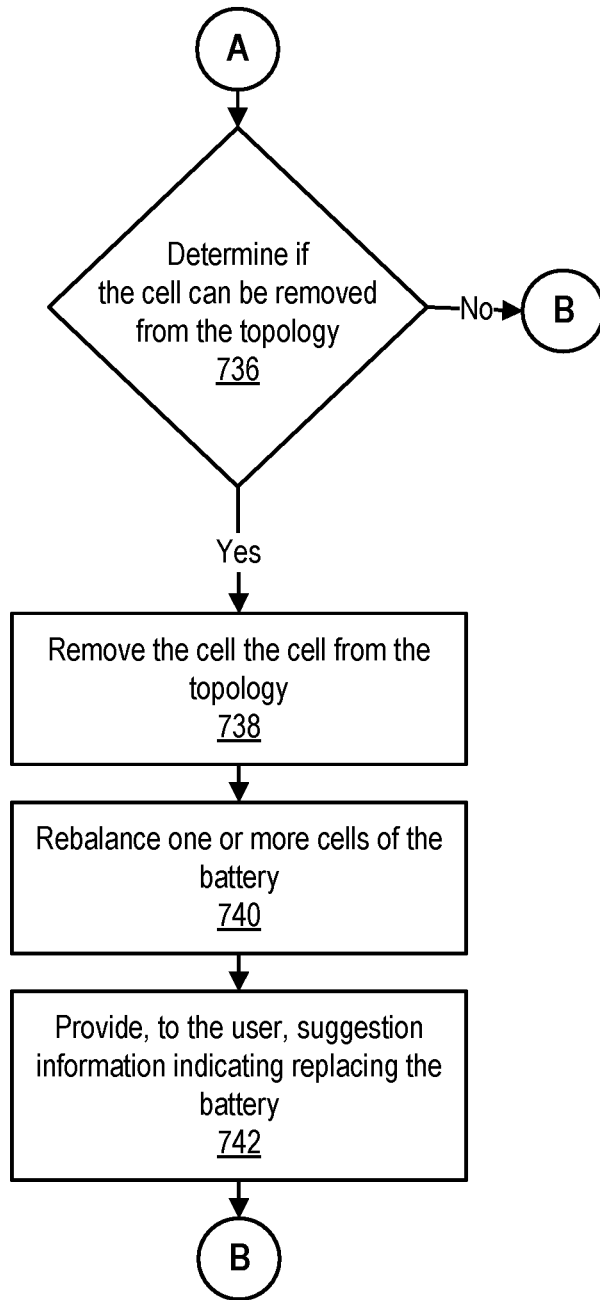 A
Determine if
the cell can be removed
from the topology
736
No
B
Yes
Remove the cell the cell from the
topology
738
Rebalance one or more cells of the
battery
740
Provide, to the user, suggestion
information indicating replacing the
battery
742
B